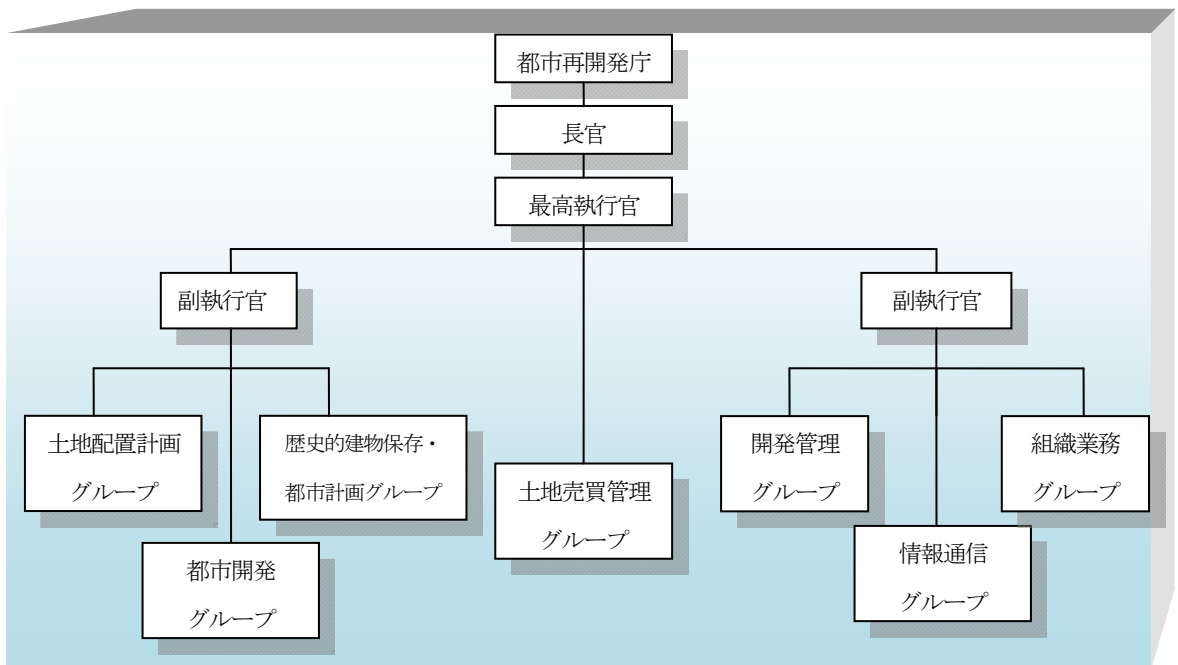 都市再開発庁
長官
最高執行官
副執行官
副執行官
土地配置計画
グループ
歴史的建物保存・
都市計画グループ
都市開発
グループ
土地売買管理
グループ
開発管理
グループ
組織業務
グループ
情報通信
グループ